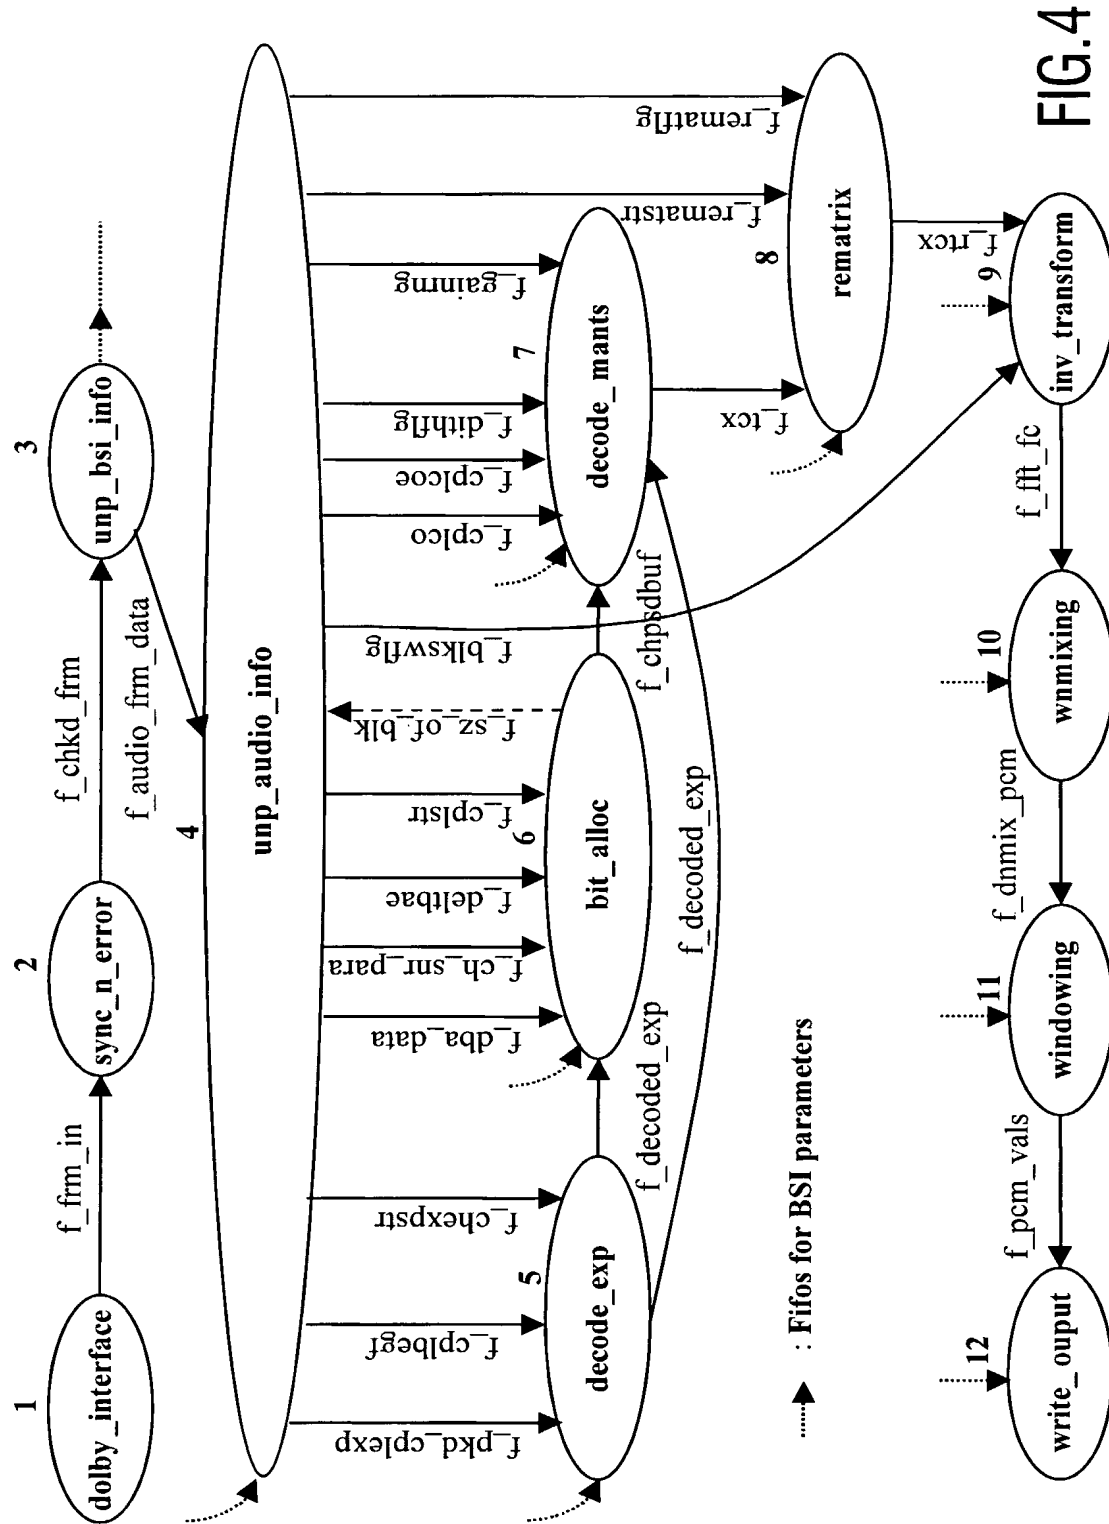 1
dolby_interface
f_frm_in
2
sync_n_error
f_chkd_frm
3
unp_bsi_info
f_audio_frm_data
4
unp_audio_info
f_pkd_cplexp
f_cplbegf
f_chexpstr
f_dba_data
f_ch_snr_para
f_deltbae
f_cplstr
f_sz_of_blk
f_blkswflg
f_cplco
f_cplcoe
f_dithflg
f_gainrng
f_rematstr
f_rematflg
5
decode_exp
f_decoded_exp
6
bit_alloc
f_chpsdbuf
7
decode_mants
f_decoded_exp
f_tcx
8
rematrix
f_rtcx
: Fifos for BSI parameters
9
inv_transform
f_fft_fc
10
wnmixing
f_dnmix_pcm
11
windowing
f_pcm_vals
12
write_ouput
FIG.4